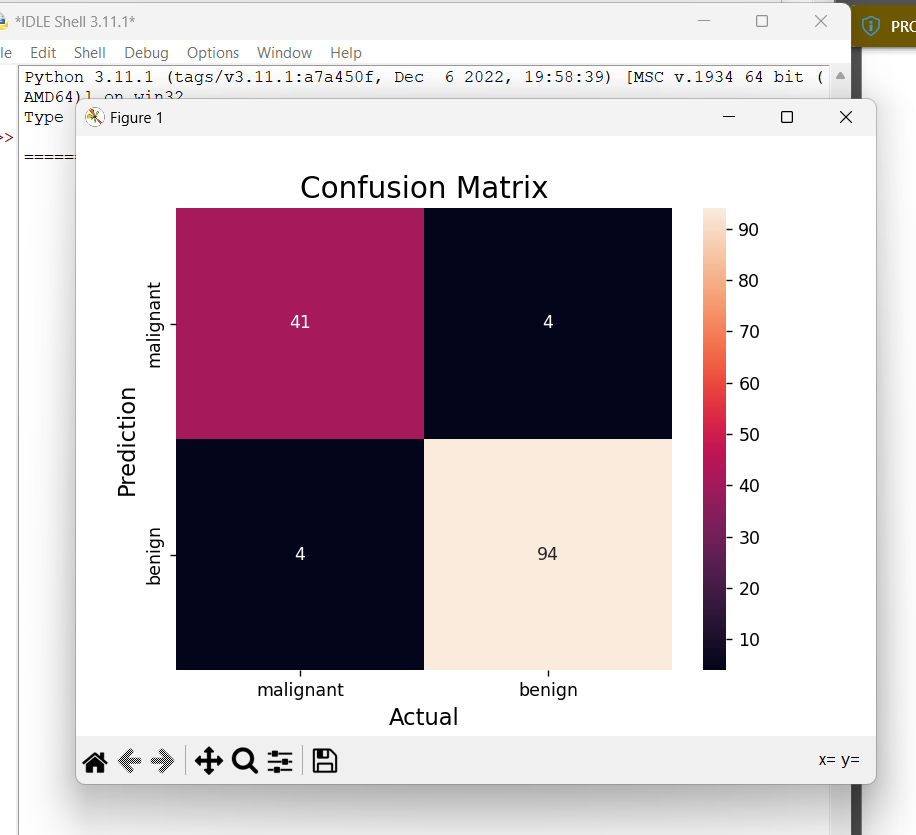 *IDLE Shell 3.11.1*
PRO
le Edit Shell Debug Options Window Help
Python 3.11.1 (tags/v3.11.1:a7a450f, Dec  6 2022, 19:58:39) [MSC v.1934 64 bit (
AMD64)] on win32
Type
>>
======
Figure 1
Confusion Matrix
Prediction
malignant
benign
41 4
4 94
malignant benign
Actual
90
80
70
60
50
40
30
20
10
x= y=